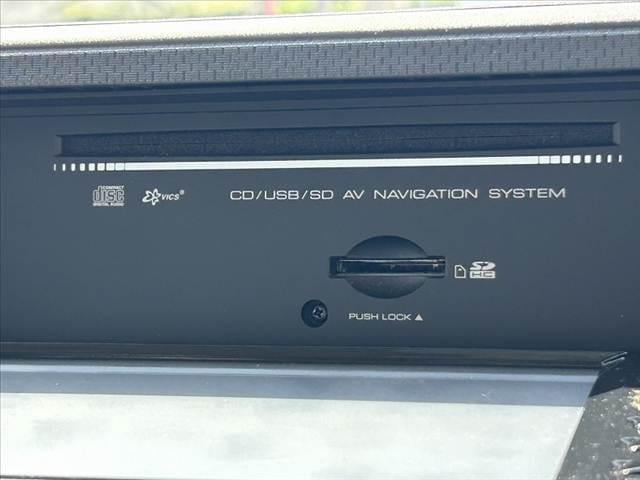 COMPACT
disc
DIGITAL AUDIO
VICS®
CD/USB/SD AV NAVIGATION SYSTEM
SD
HC
PUSH LOCK ▲